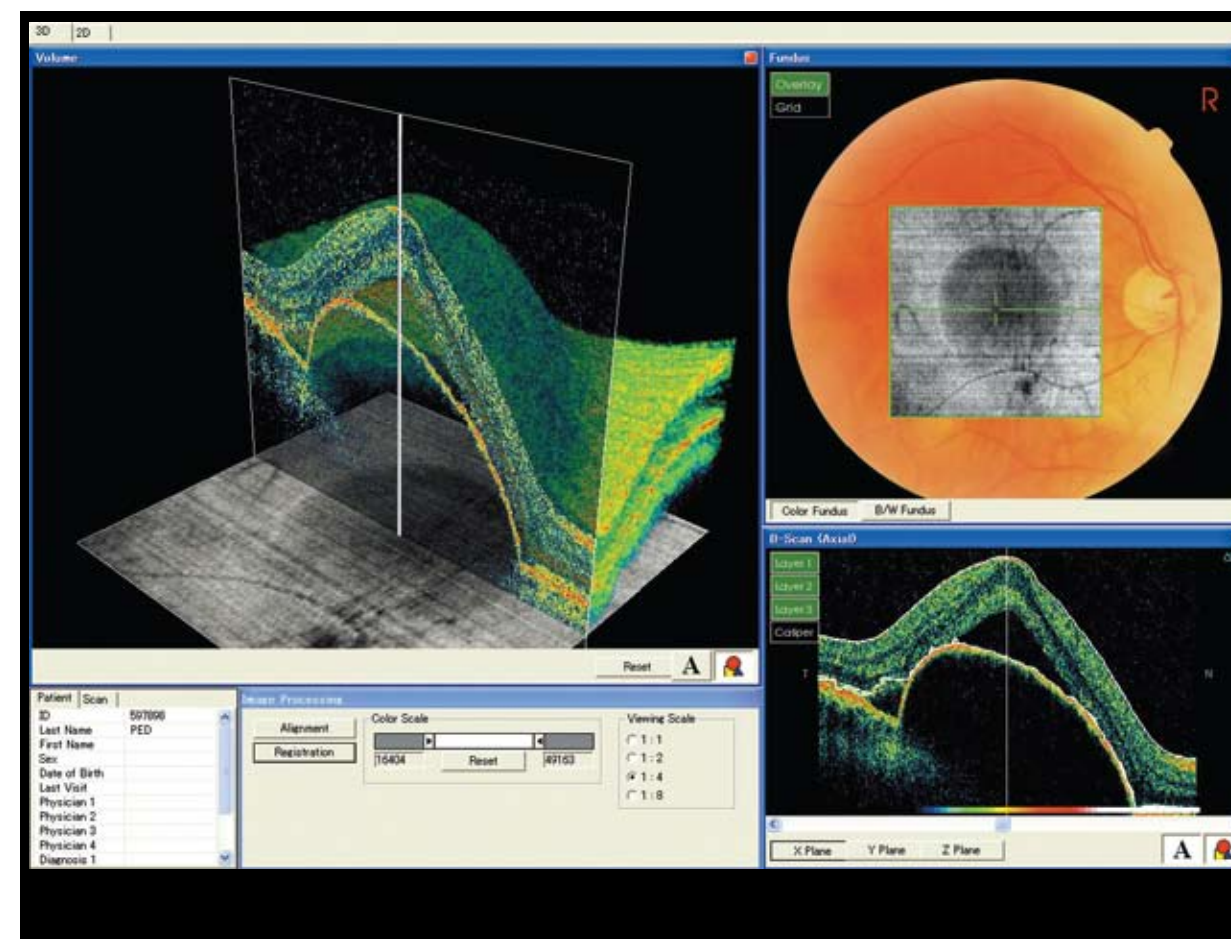 3D 2D
Volume
Fundus
Overlay
Grid
R
Color Fundus B/W Fundus
B-Scan (Axial)
Layer 1
Layer 2
Layer 3
Caliper
T
N
Reset A
Patient Scan
ID 597898
Last Name PED
First Name
Sex
Date of Birth
Last Visit
Physician 1
Physician 2
Physician 3
Physician 4
Diagnosis 1
Image Processing
Alignment
Registration
Color Scale
16404 Reset 49163
Viewing Scale
1 : 1
1 : 2
1 : 4
1 : 8
X Plane Y Plane Z Plane A